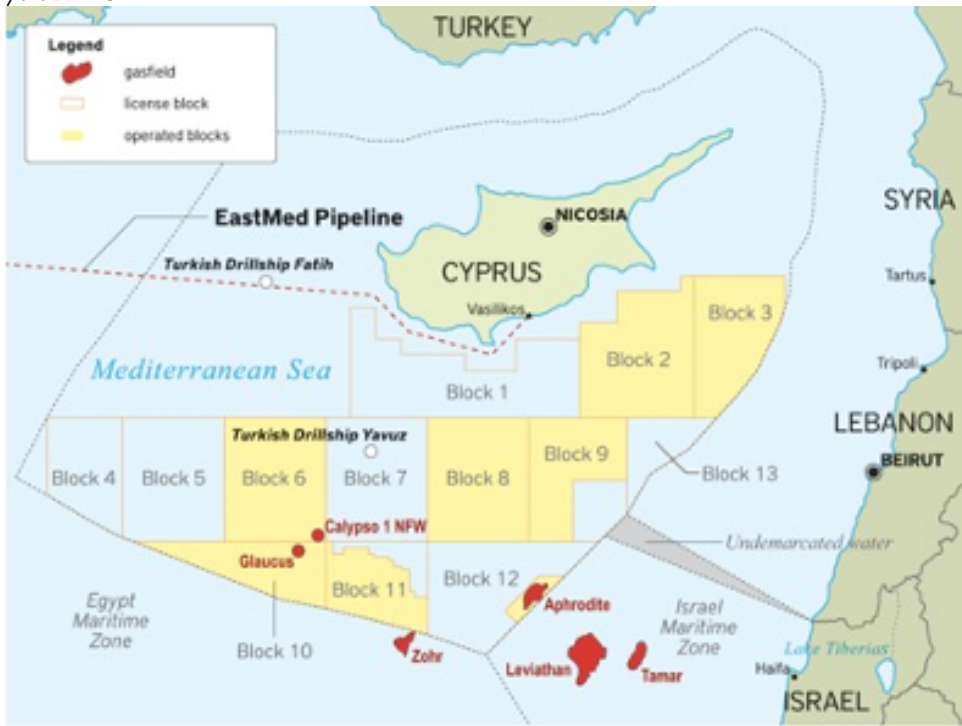 TURKEY
Legend
gasfield
license block
operated blocks
SYRIA
NICOSIA
EastMed Pipeline
Turkish Drillship Fatih
CYPRUS
Tartus
Vasilikos
Block 3
Block 2
Mediterranean Sea
Block 1
Tripoli
LEBANON
Turkish Drillship Yavuz
BEIRUT
Block 9
Block 13
Block 4
Block 5
Block 6
Block 7
Block 8
Calypso 1 NFW
Undemarcated water
Glaucus
Block 12
Block 11
Aphrodite
Egypt
Maritime
Zone
Israel
Maritime
Zone
Block 10
Zohr
Leviathan
Tamar
Lake Tiberias
Haifa
ISRAEL